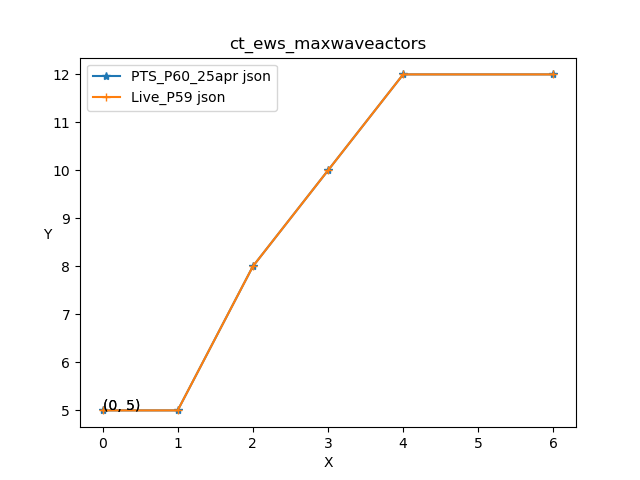 ct_ews_maxwaveactors
PTS_P60_25apr json
Live_P59 json
12
11
10
9
8
7
6
5
Y
(0, 5)
0 1 2 3 4 5 6
X